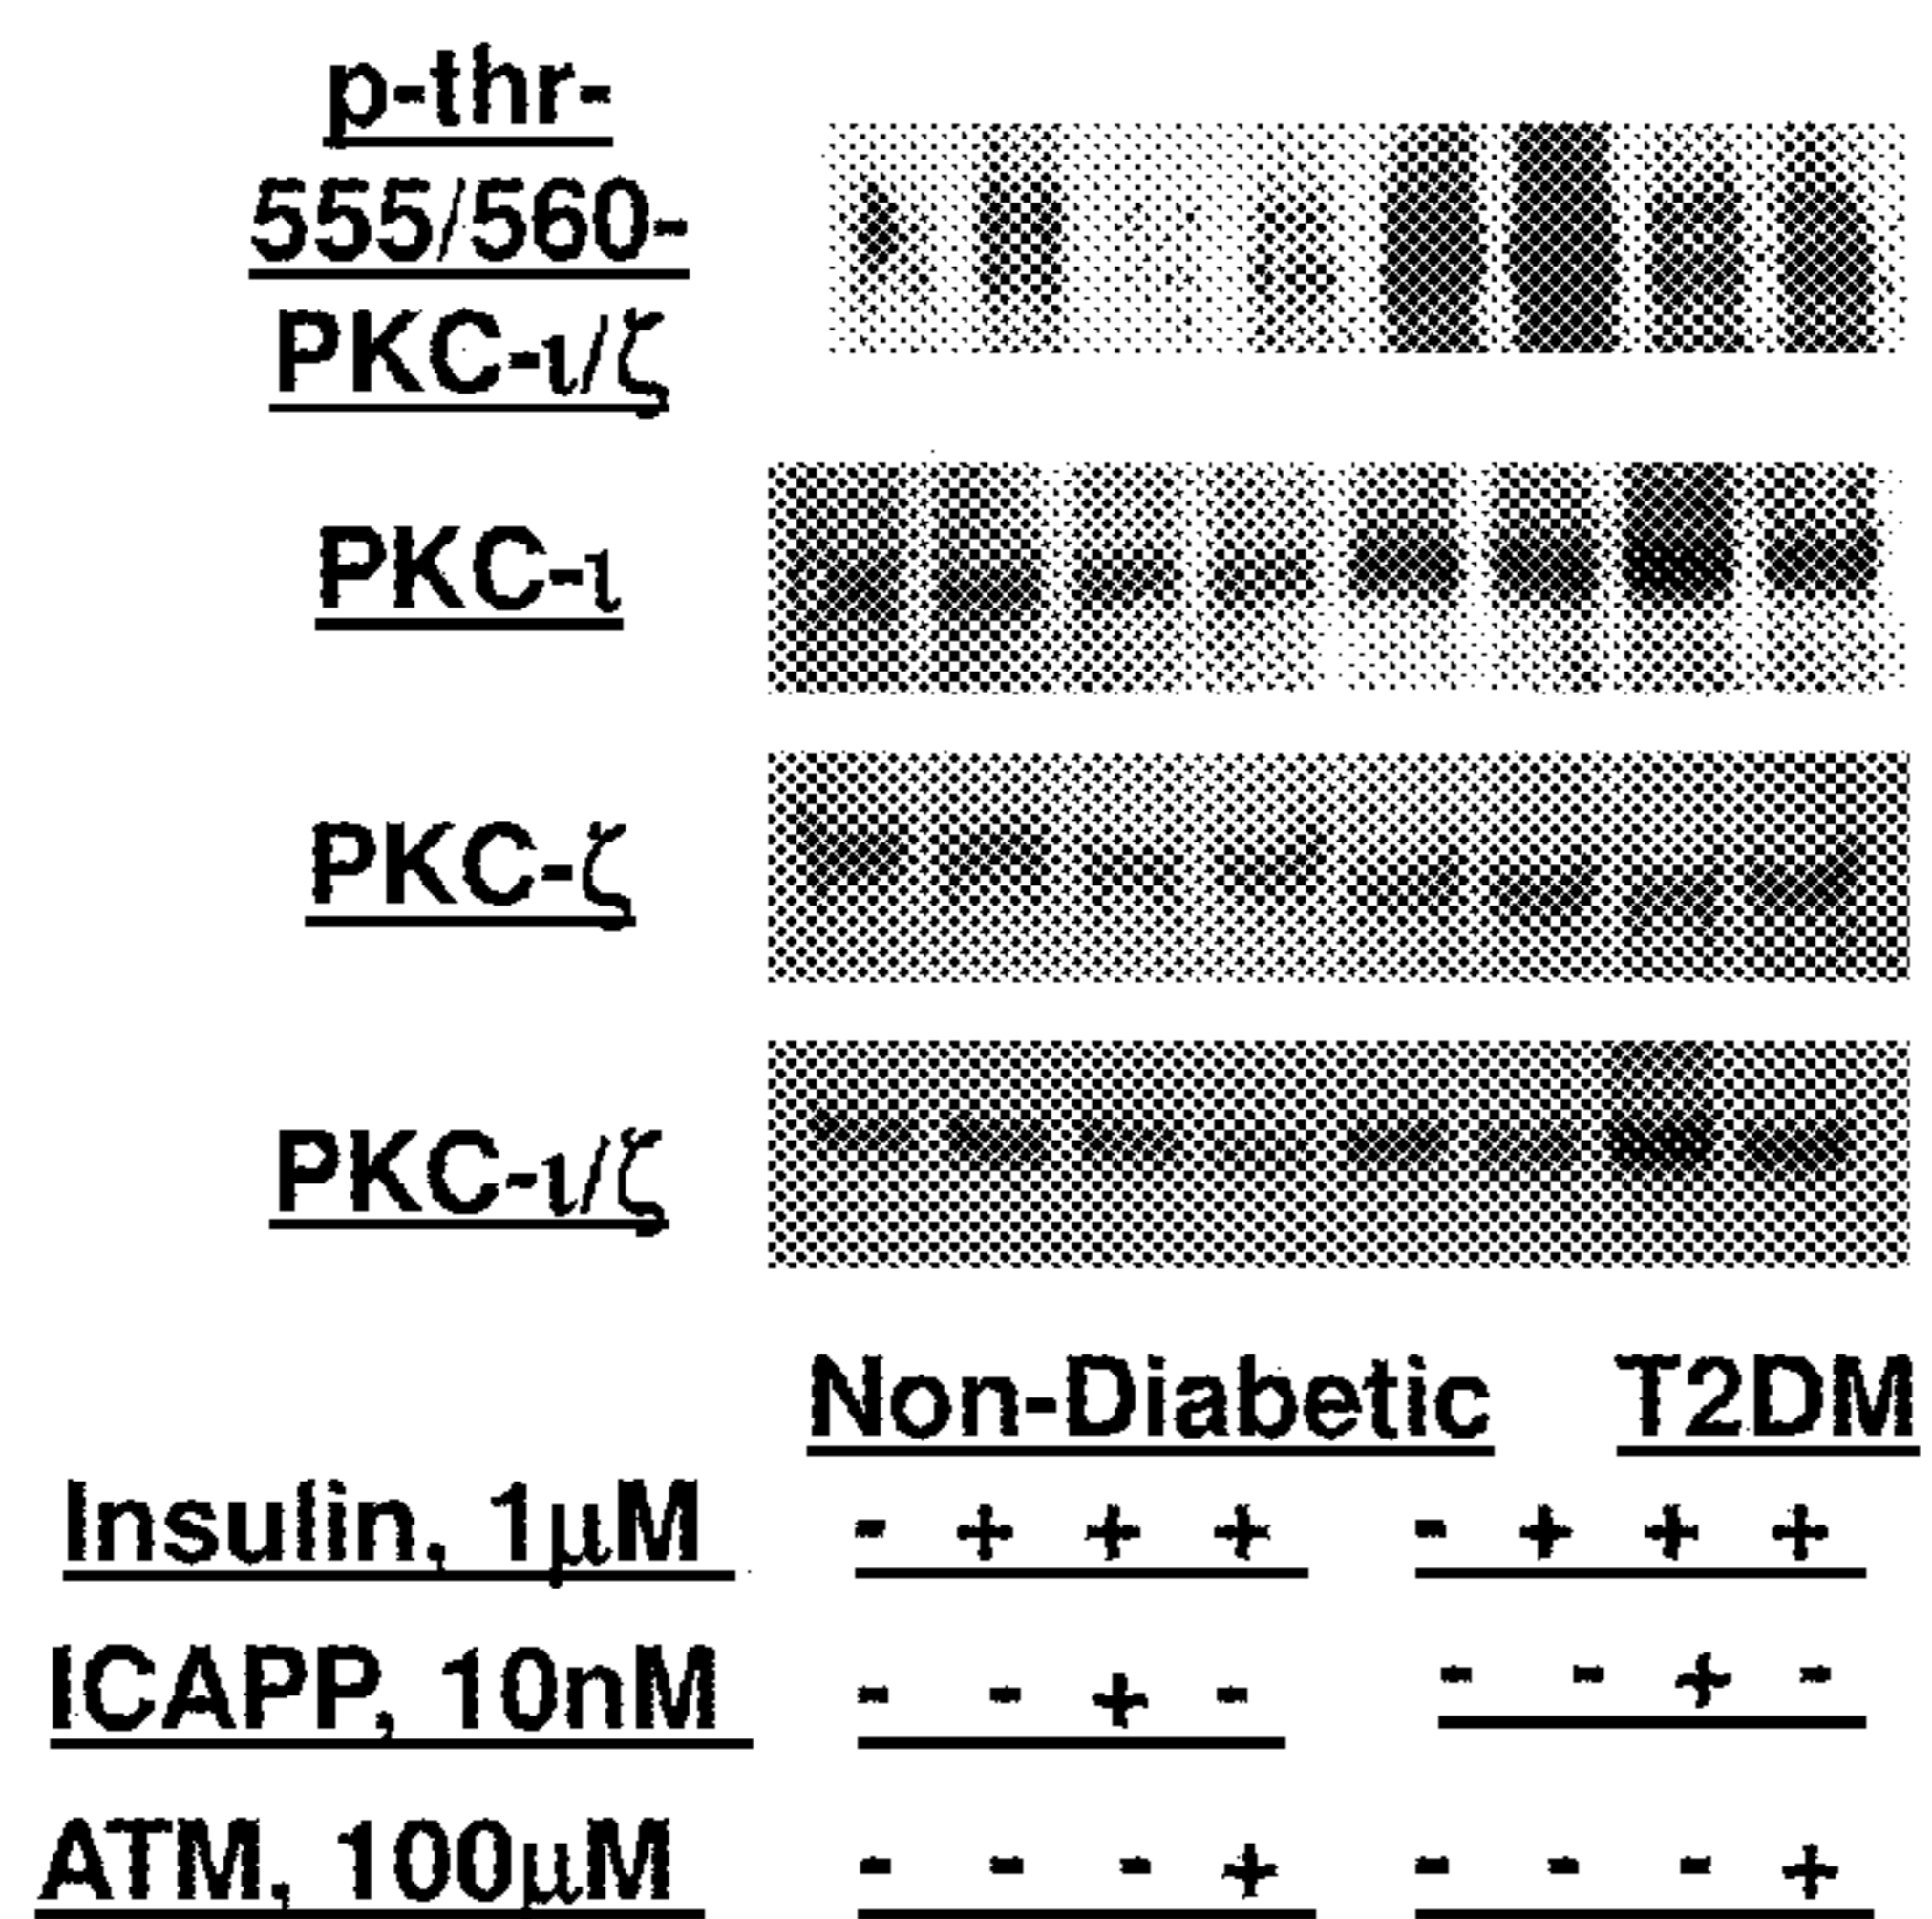 p-thr-
555/560-
PKC-ι/ζ
PKC-ι
PKC-ζ
PKC-ι/ζ
Non-Diabetic T2DM
Insulin, 1μM - + + + - + + +
ICAPP, 10nM - - + - - - + -
ATM, 100μM - - - + - - - +